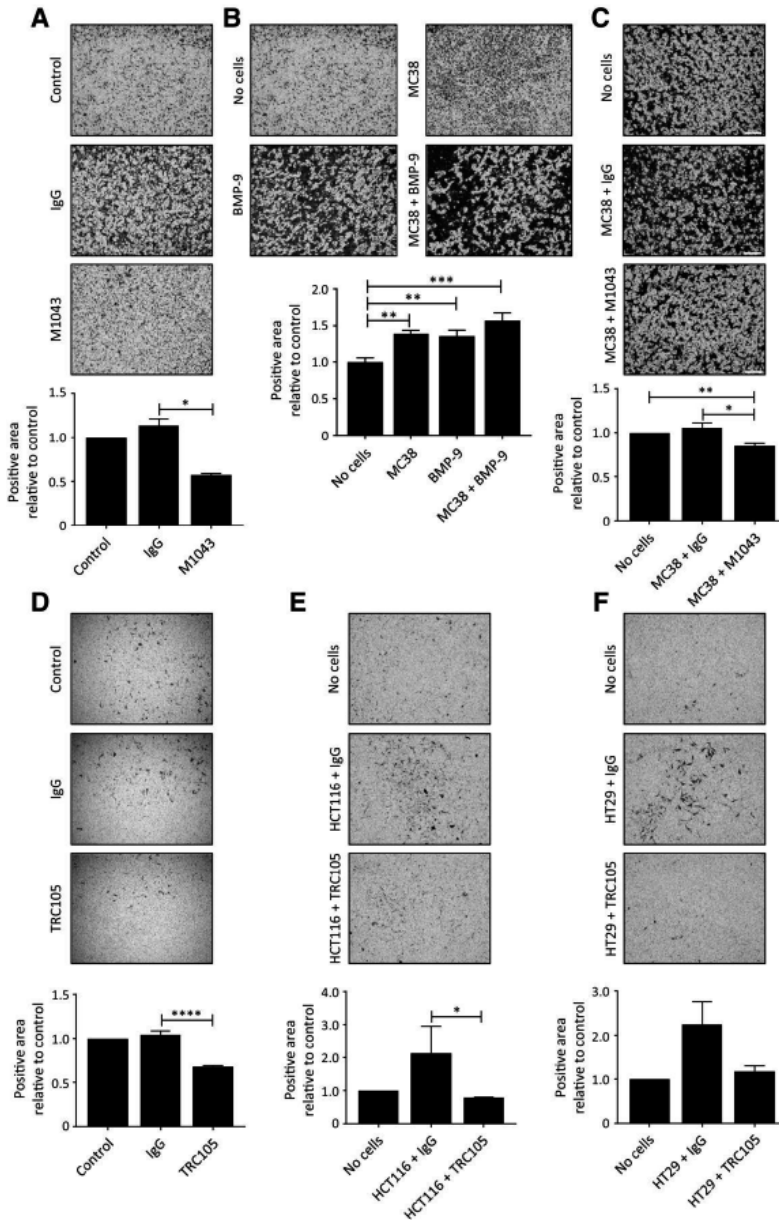 A
Control
IgG
M1043
Positive area
relative to control
1.5
1.0
0.5
0
*
Control
IgG
M1043
B
No cells
MC38
BMP-9
MC38 + BMP-9
Positive area
relative to control
2.0
1.5
1.0
0.5
0
***
**
**
No cells
MC38
BMP-9
MC38 + BMP-9
C
No cells
MC38 + IgG
MC38 + M1043
Positive area
relative to control
1.5
1.0
0.5
0
**
*
No cells
MC38 + IgG
MC38 + M1043
D
Control
IgG
TRC105
Positive area
relative to control
1.5
1.0
0.5
0
****
Control
IgG
TRC105
E
No cells
HCT116 + IgG
HCT116 + TRC105
Positive area
relative to control
4.0
3.0
2.0
1.0
0
*
No cells
HCT116 + IgG
HCT116 + TRC105
F
No cells
HT29 + IgG
HT29 + TRC105
Positive area
relative to control
3.0
2.0
1.0
0
No cells
HT29 + IgG
HT29 + TRC105